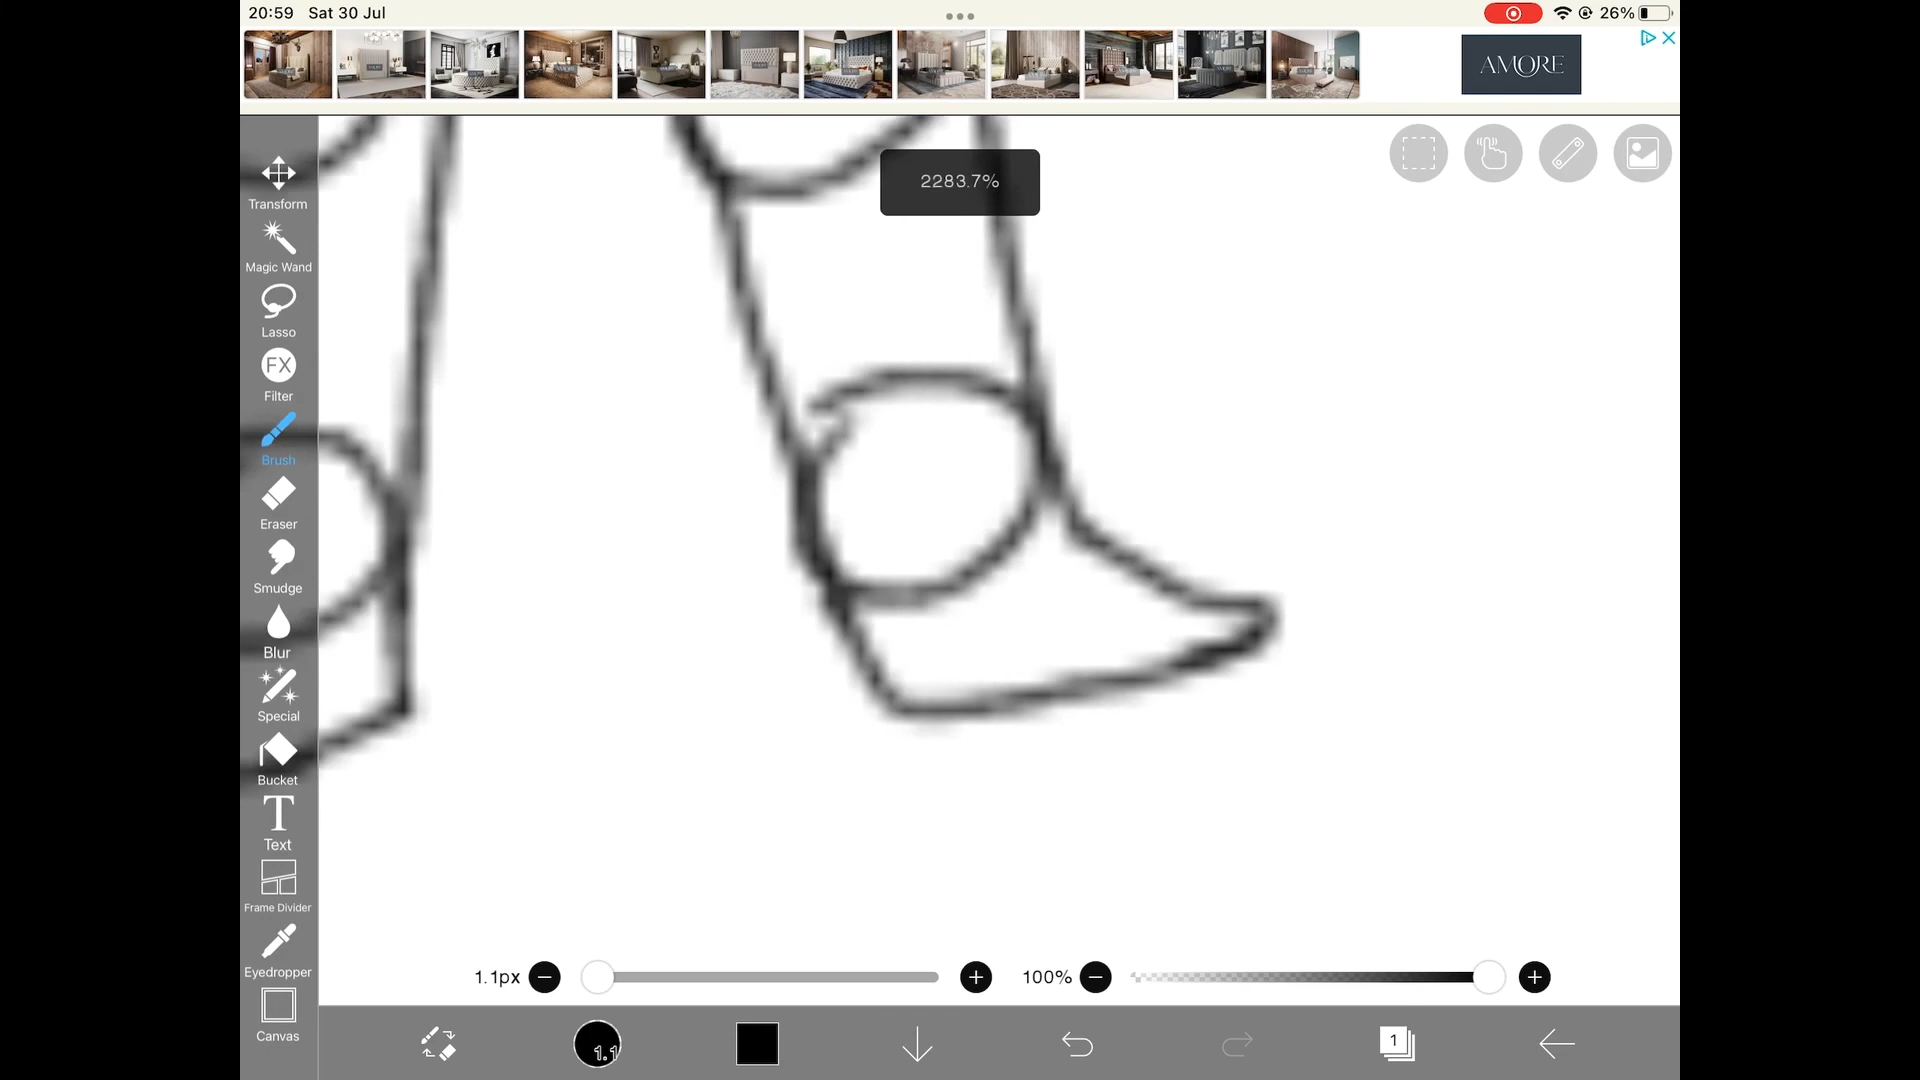 20:59 Sat 30 Jul
26%
AMORE
2283.7%
Transform
Magic Wand
Lasso
FX
Filter
Brush
Eraser
Smudge
Blur
Special
Bucket
T
Text
Frame Divider
Eyedropper
Canvas
1.1px
100%
1.1
1